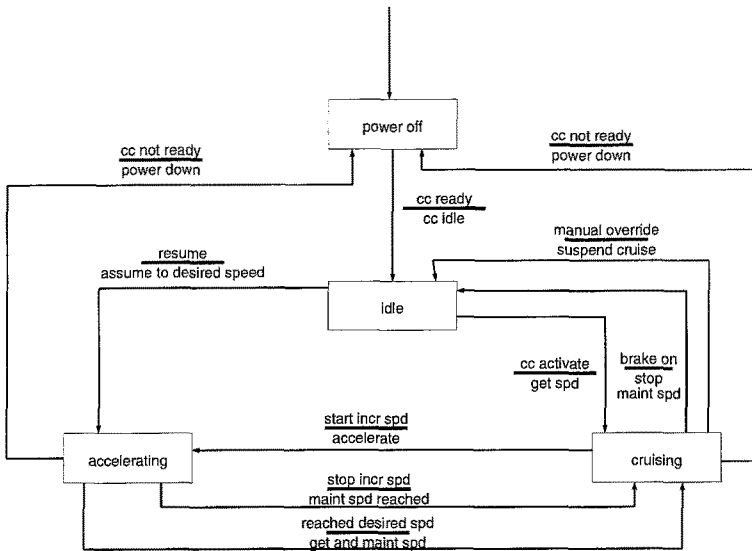 power off
cc not ready
power down
cc not ready
power down
cc ready
cc idle
manual override
suspend cruise
resume
assume to desired speed
idle
cc activate
get spd
brake on
stop
maint spd
start incr spd
accelerate
accelerating
cruising
stop incr spd
maint spd reached
reached desired spd
get and maint spd